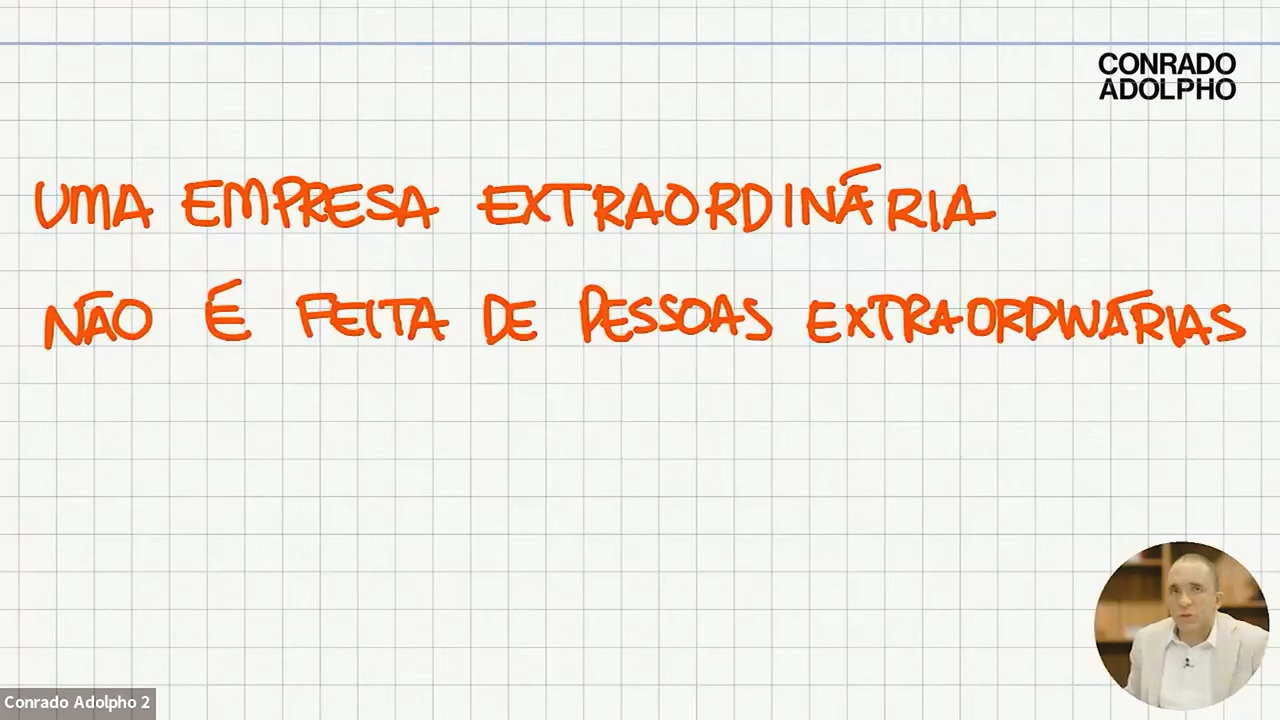 CONRADO
ADOLPHO
UMA EMPRESA EXTRAORDINÁRIA
NÃO É FEITA DE PESSOAS EXTRAORDINÁRIAS
Conrado Adolpho 2